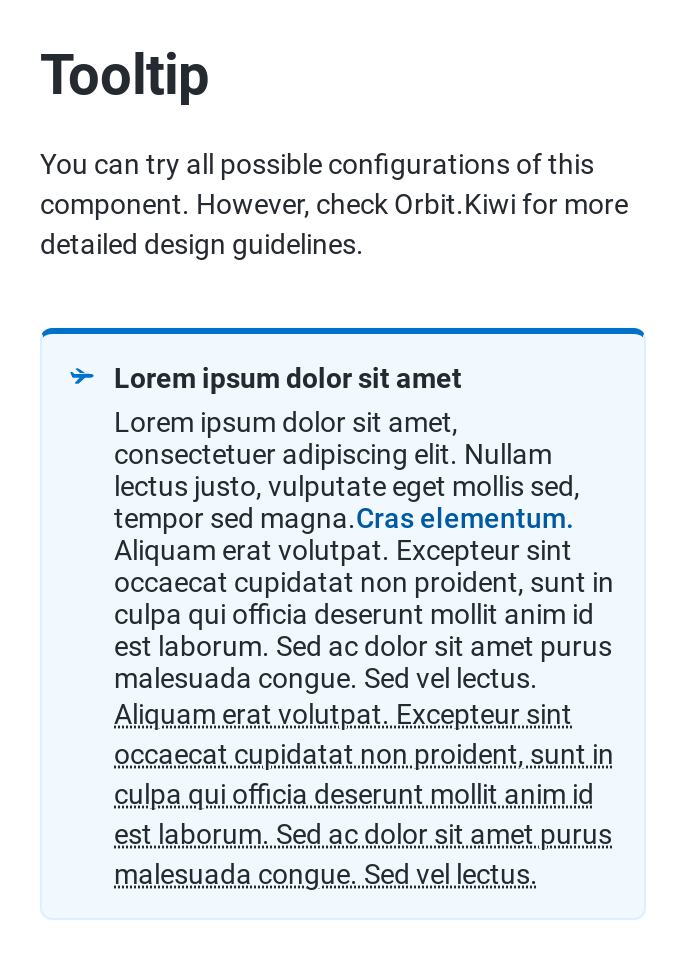 Tooltip
You can try all possible configurations of this
component. However, check Orbit.Kiwi for more
detailed design guidelines.
Lorem ipsum dolor sit amet
Lorem ipsum dolor sit amet,
consectetuer adipiscing elit. Nullam
lectus justo, vulputate eget mollis sed,
tempor sed magna.Cras elementum.
Aliquam erat volutpat. Excepteur sint
occaecat cupidatat non proident, sunt in
culpa qui officia deserunt mollit anim id
est laborum. Sed ac dolor sit amet purus
malesuada congue. Sed vel lectus.
Aliquam erat volutpat. Excepteur sint
occaecat cupidatat non proident, sunt in
culpa qui officia deserunt mollit anim id
est laborum. Sed ac dolor sit amet purus
malesuada congue. Sed vel lectus.